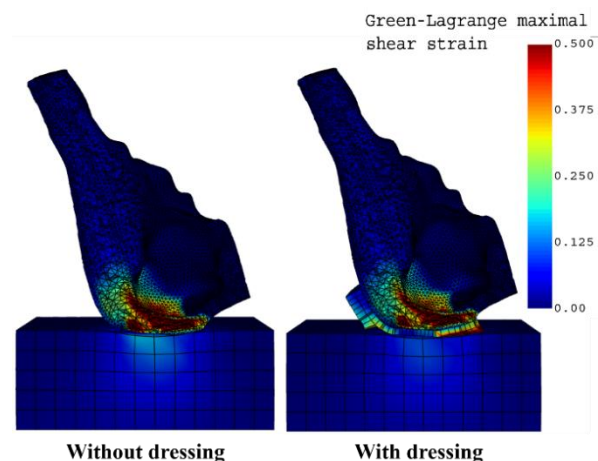 Green-Lagrange maximal
shear strain
0.500
0.375
0.250
0.125
0.00
Without dressing
With dressing